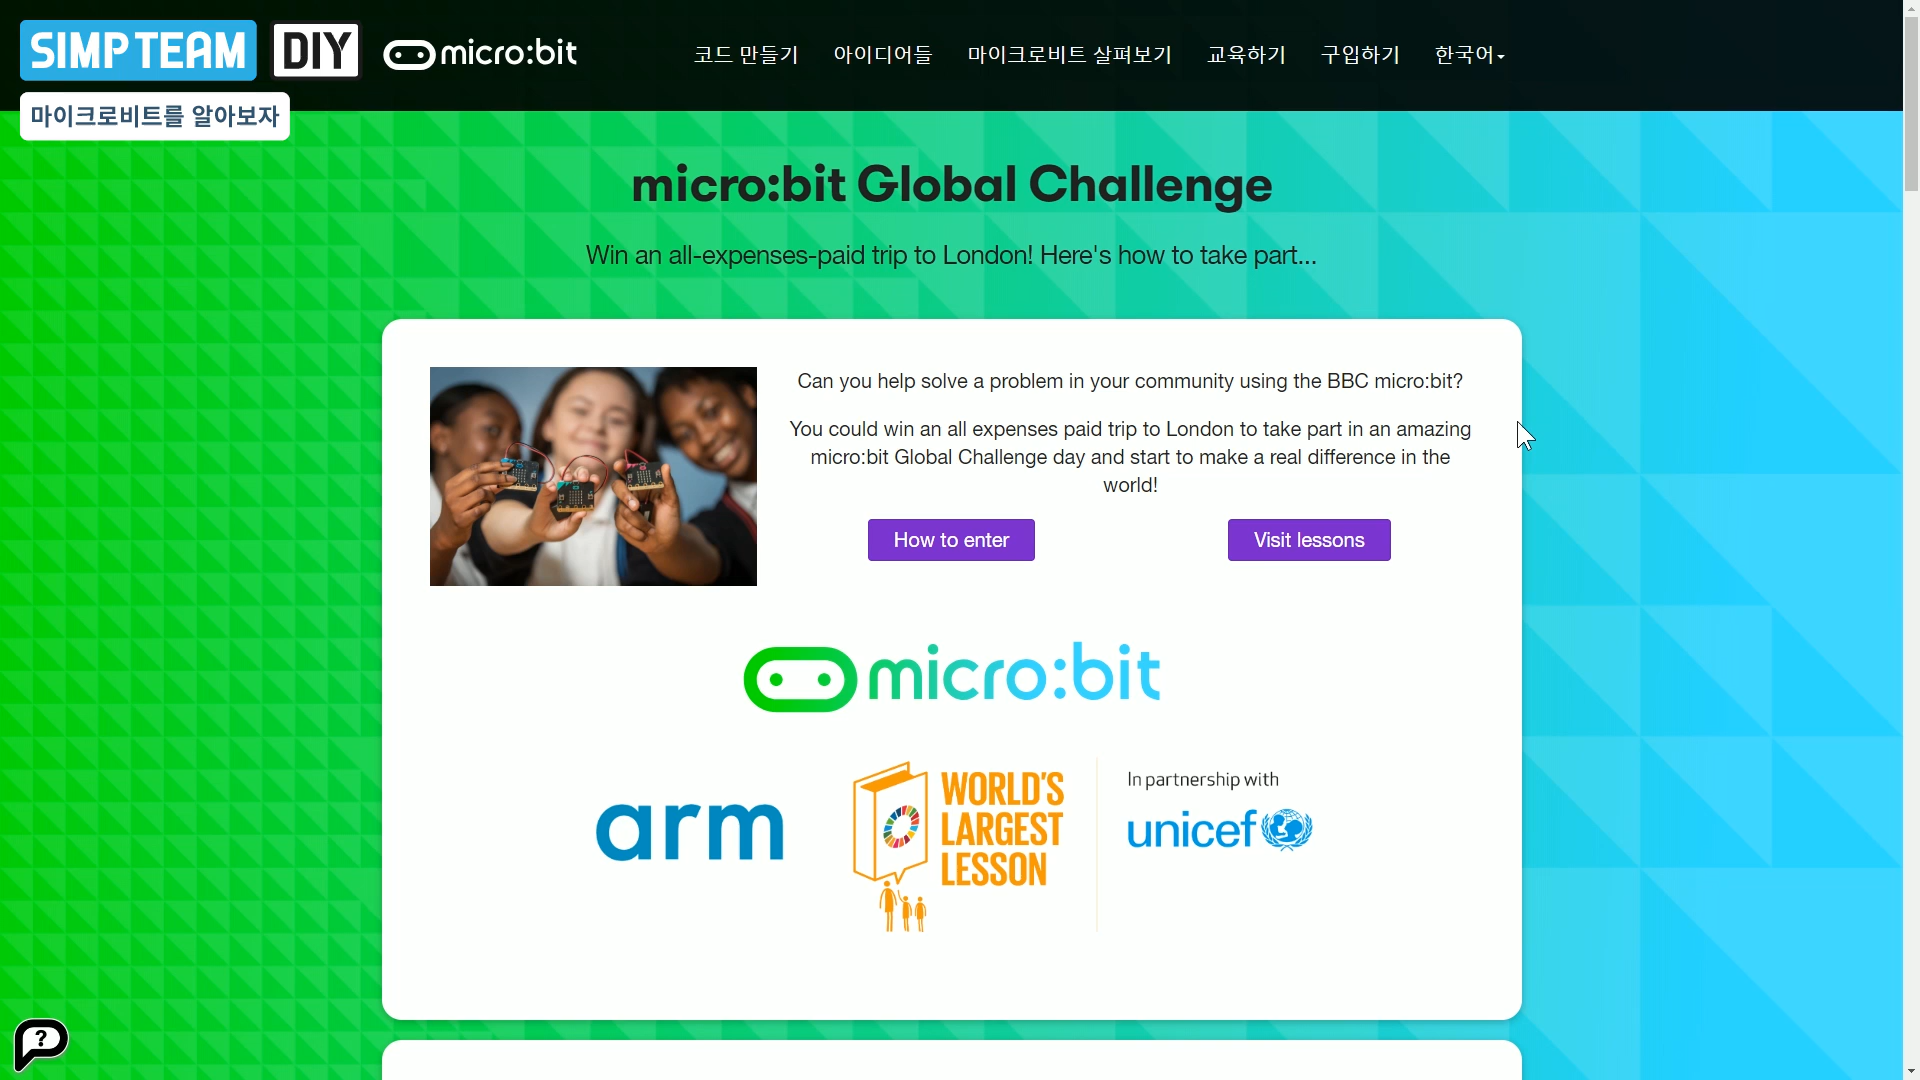 SIMP TEAM DIY micro:bit
코드 만들기 아이디어들 마이크로비트 살펴보기 교육하기 구입하기 한국어
마이크로비트를 알아보자
micro:bit Global Challenge
Win an all-expenses-paid trip to London! Here's how to take part...
Can you help solve a problem in your community using the BBC micro:bit?
You could win an all expenses paid trip to London to take part in an amazing
micro:bit Global Challenge day and start to make a real difference in the
world!
How to enter
Visit lessons
micro:bit
arm
WORLD'S
LARGEST
LESSON
In partnership with
unicef
?